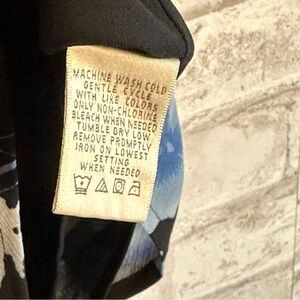 MACHINE WASH COLD
GENTLE CYCLE
WITH LIKE COLORS
ONLY NON-CHLORINE
BLEACH WHEN NEEDED
TUMBLE DRY LOW
REMOVE PROMPTLY
IRON ON LOWEST
SETTING
WHEN NEEDED